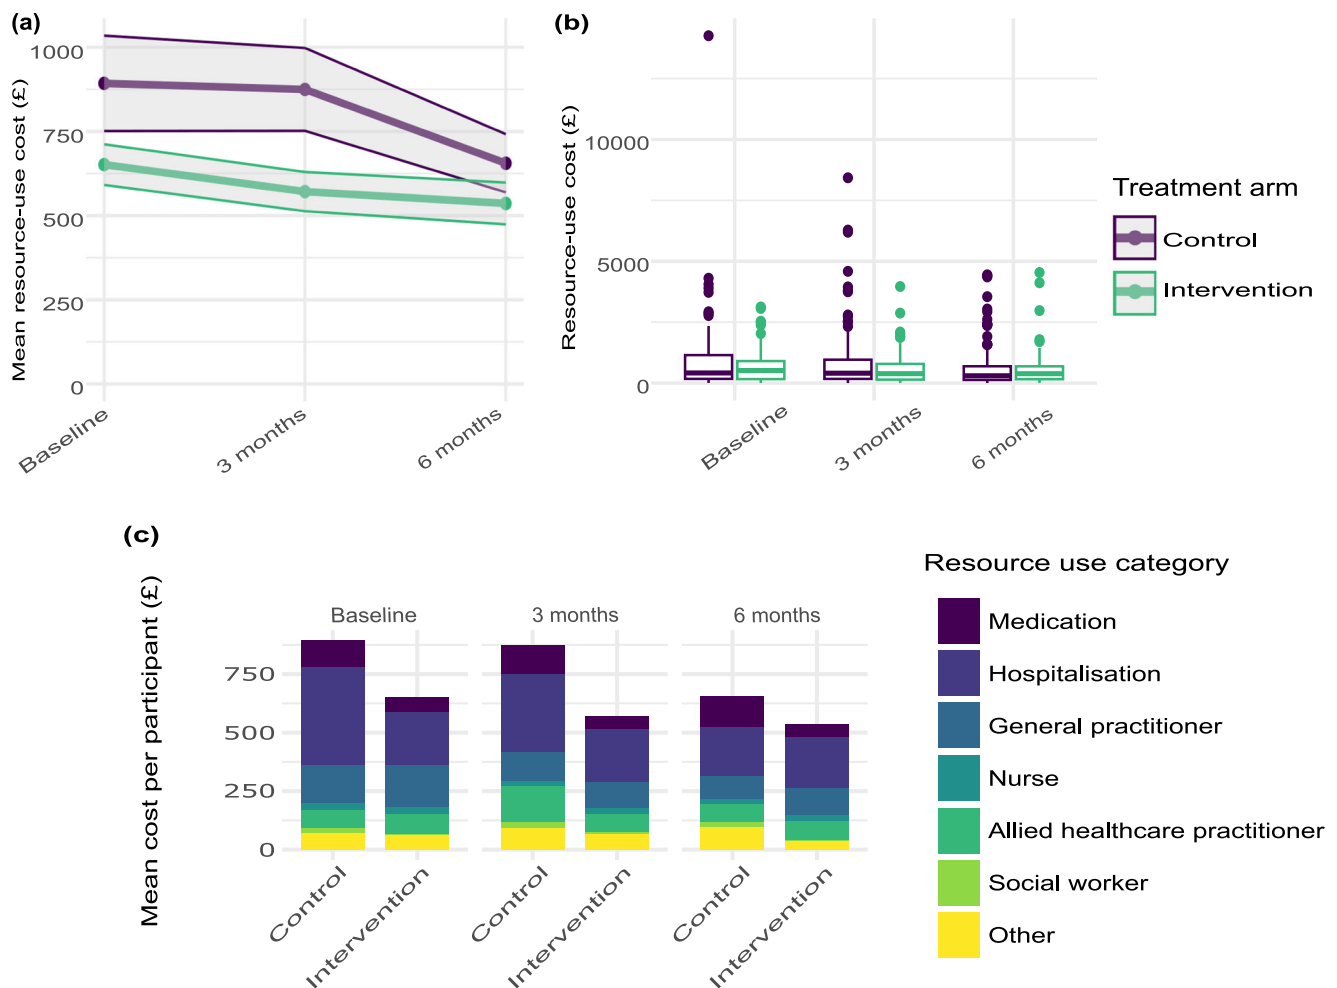 (a)
Mean resource-use cost (£)
1000
750
500
250
0
Baseline
3 months
6 months
(b)
Resource-use cost (£)
10000
5000
0
Baseline
3 months
6 months
Treatment arm
Control
Intervention
(c)
Mean cost per participant (£)
Baseline
3 months
6 months
750
500
250
0
Control
Intervention
Control
Intervention
Control
Intervention
Resource use category
Medication
Hospitalisation
General practitioner
Nurse
Allied healthcare practitioner
Social worker
Other